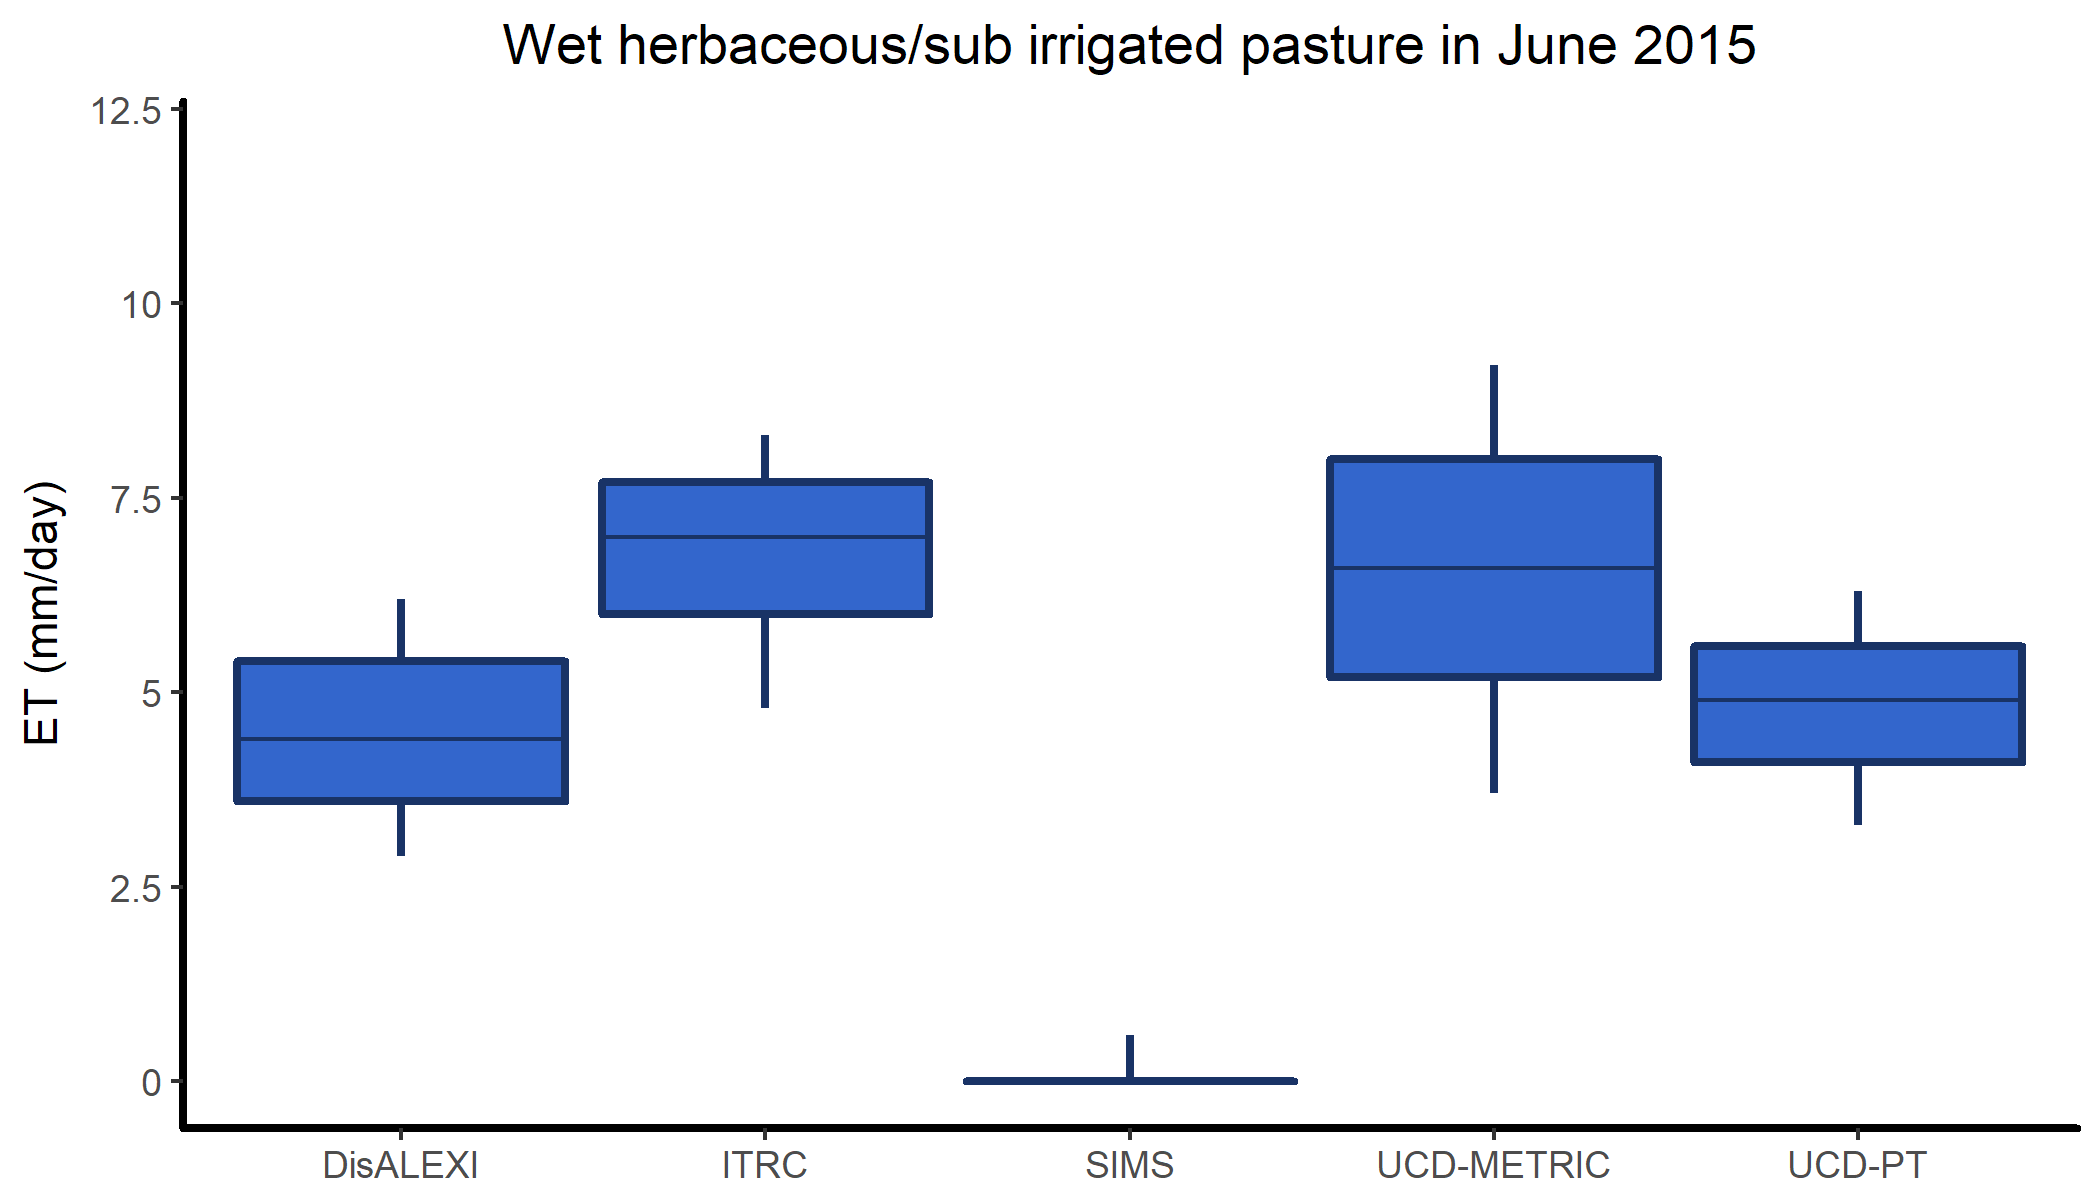 Wet herbaceous/sub irrigated pasture in June 2015
12.5
10
7.5
5
2.5
0
ET (mm/day)
DisALEXI ITRC SIMS UCD-METRIC UCD-PT